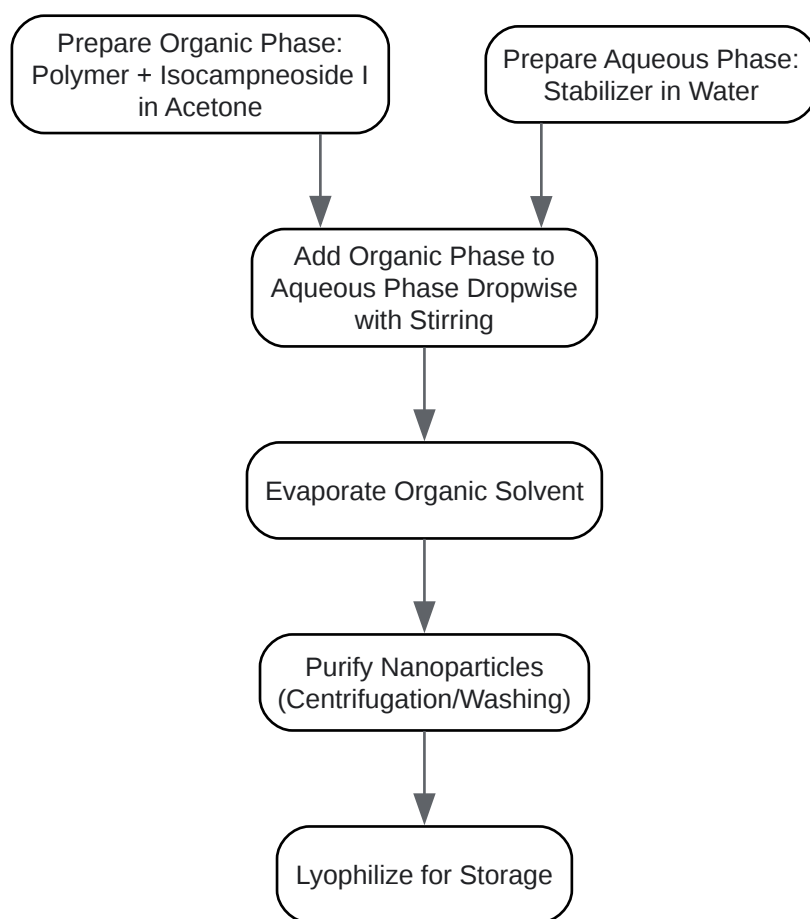 Prepare Organic Phase:
Polymer + Isocampneoside I
in Acetone
Prepare Aqueous Phase:
Stabilizer in Water
Add Organic Phase to
Aqueous Phase Dropwise
with Stirring
Evaporate Organic Solvent
Purify Nanoparticles
(Centrifugation/Washing)
Lyophilize for Storage